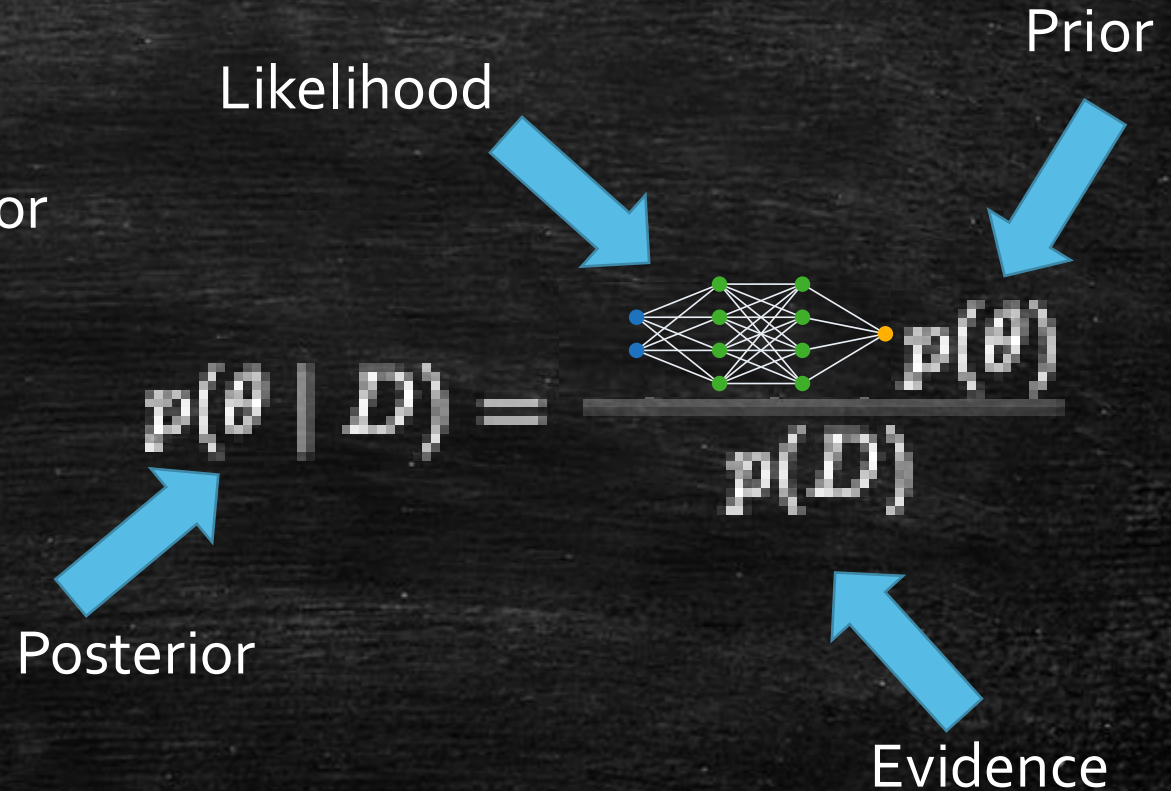 Prior
Likelihood
or
p(θ)
p(θ | D) =
p(D)
Posterior
Evidence